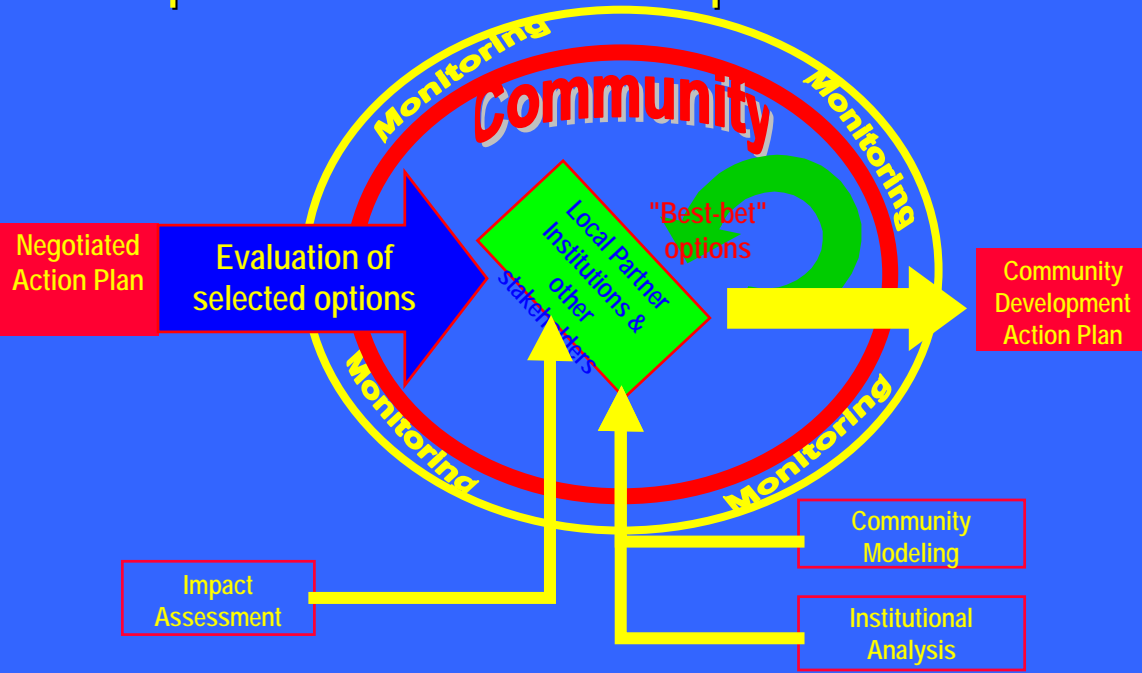 Monitoring
Monitoring
Community
Negotiated
Action Plan
Evaluation of
selected options
Local Partner
Institutions &
other
stakeholders
"Best-bet"
options
Community
Development
Action Plan
Monitoring
Monitoring
Community
Modeling
Impact
Assessment
Institutional
Analysis